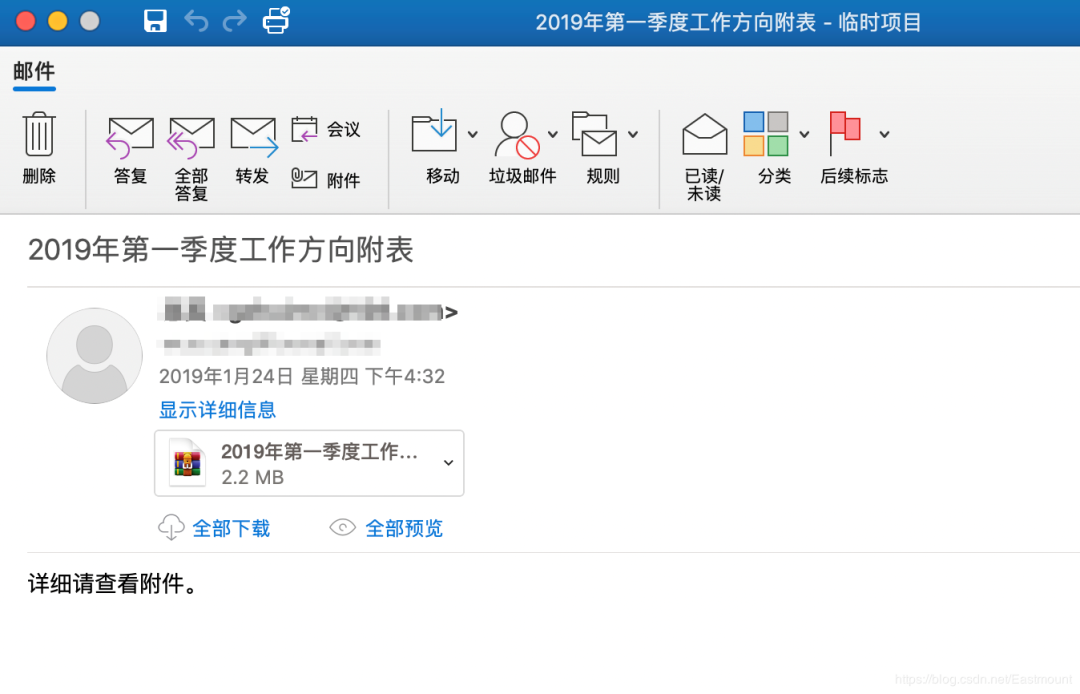 2019年第一季度工作方向附表 - 临时项目
邮件
删除
答复
全部
答复
转发
会议
附件
移动
垃圾邮件
规则
已读/
未读
分类
后续标志
2019年第一季度工作方向附表
2019年1月24日 星期四 下午4:32
显示详细信息
2019年第一季度工作...
2.2 MB
全部下载
全部预览
详细请查看附件。
https://blog.csdn.net/Eastmount